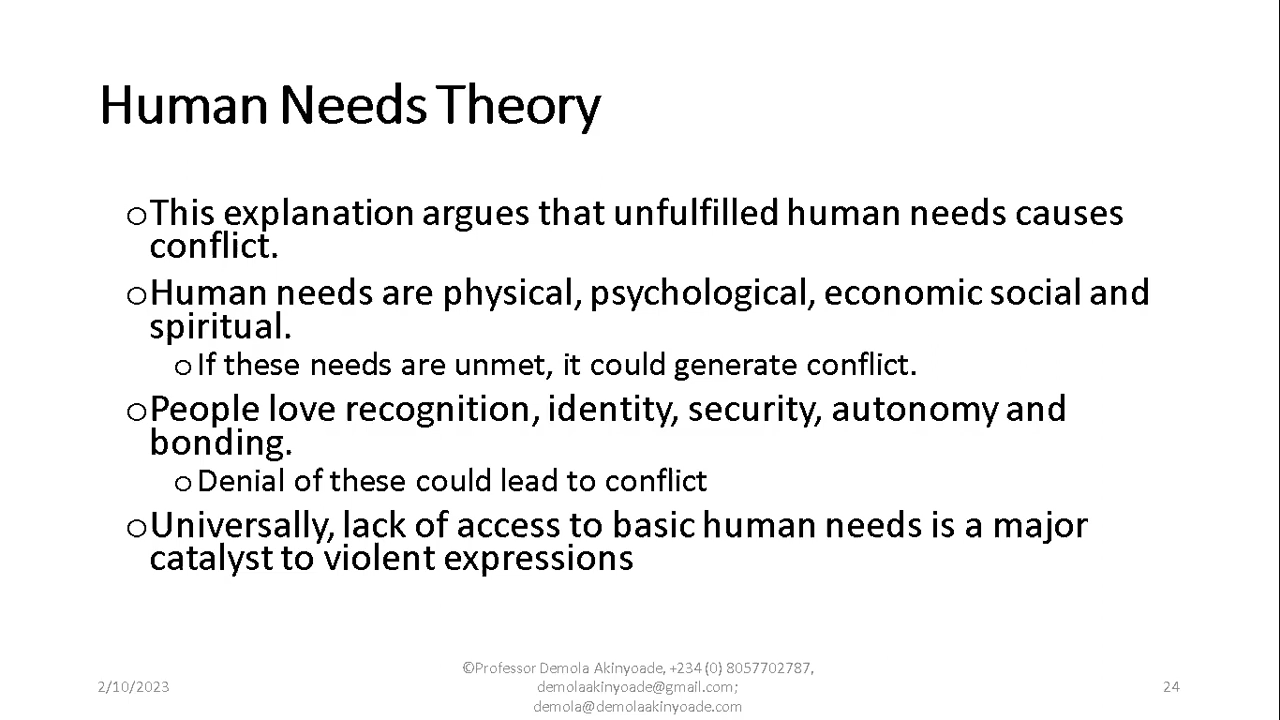 Human Needs Theory
oThis explanation argues that unfulfilled human needs causes
conflict.
oHuman needs are physical, psychological, economic social and
spiritual.
o If these needs are unmet, it could generate conflict.
oPeople love recognition, identity, security, autonomy and
bonding.
o Denial of these could lead to conflict
oUniversally, lack of access to basic human needs is a major
catalyst to violent expressions
©Professor Demola Akinyoade, +234 (0) 8057702787,
2/10/2023 demolaakinyoade@gmail.com; 24
demola@demolaakinyoade.com